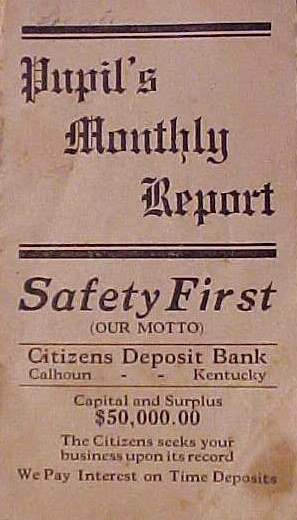 Pupil's
Monthly
Report
Safety First
(OUR MOTTO)
Citizens Deposit Bank
Calhoun - - Kentucky
Capital and Surplus
$50,000.00
The Citizens seeks your
business upon its record
We Pay Interest on Time Deposits